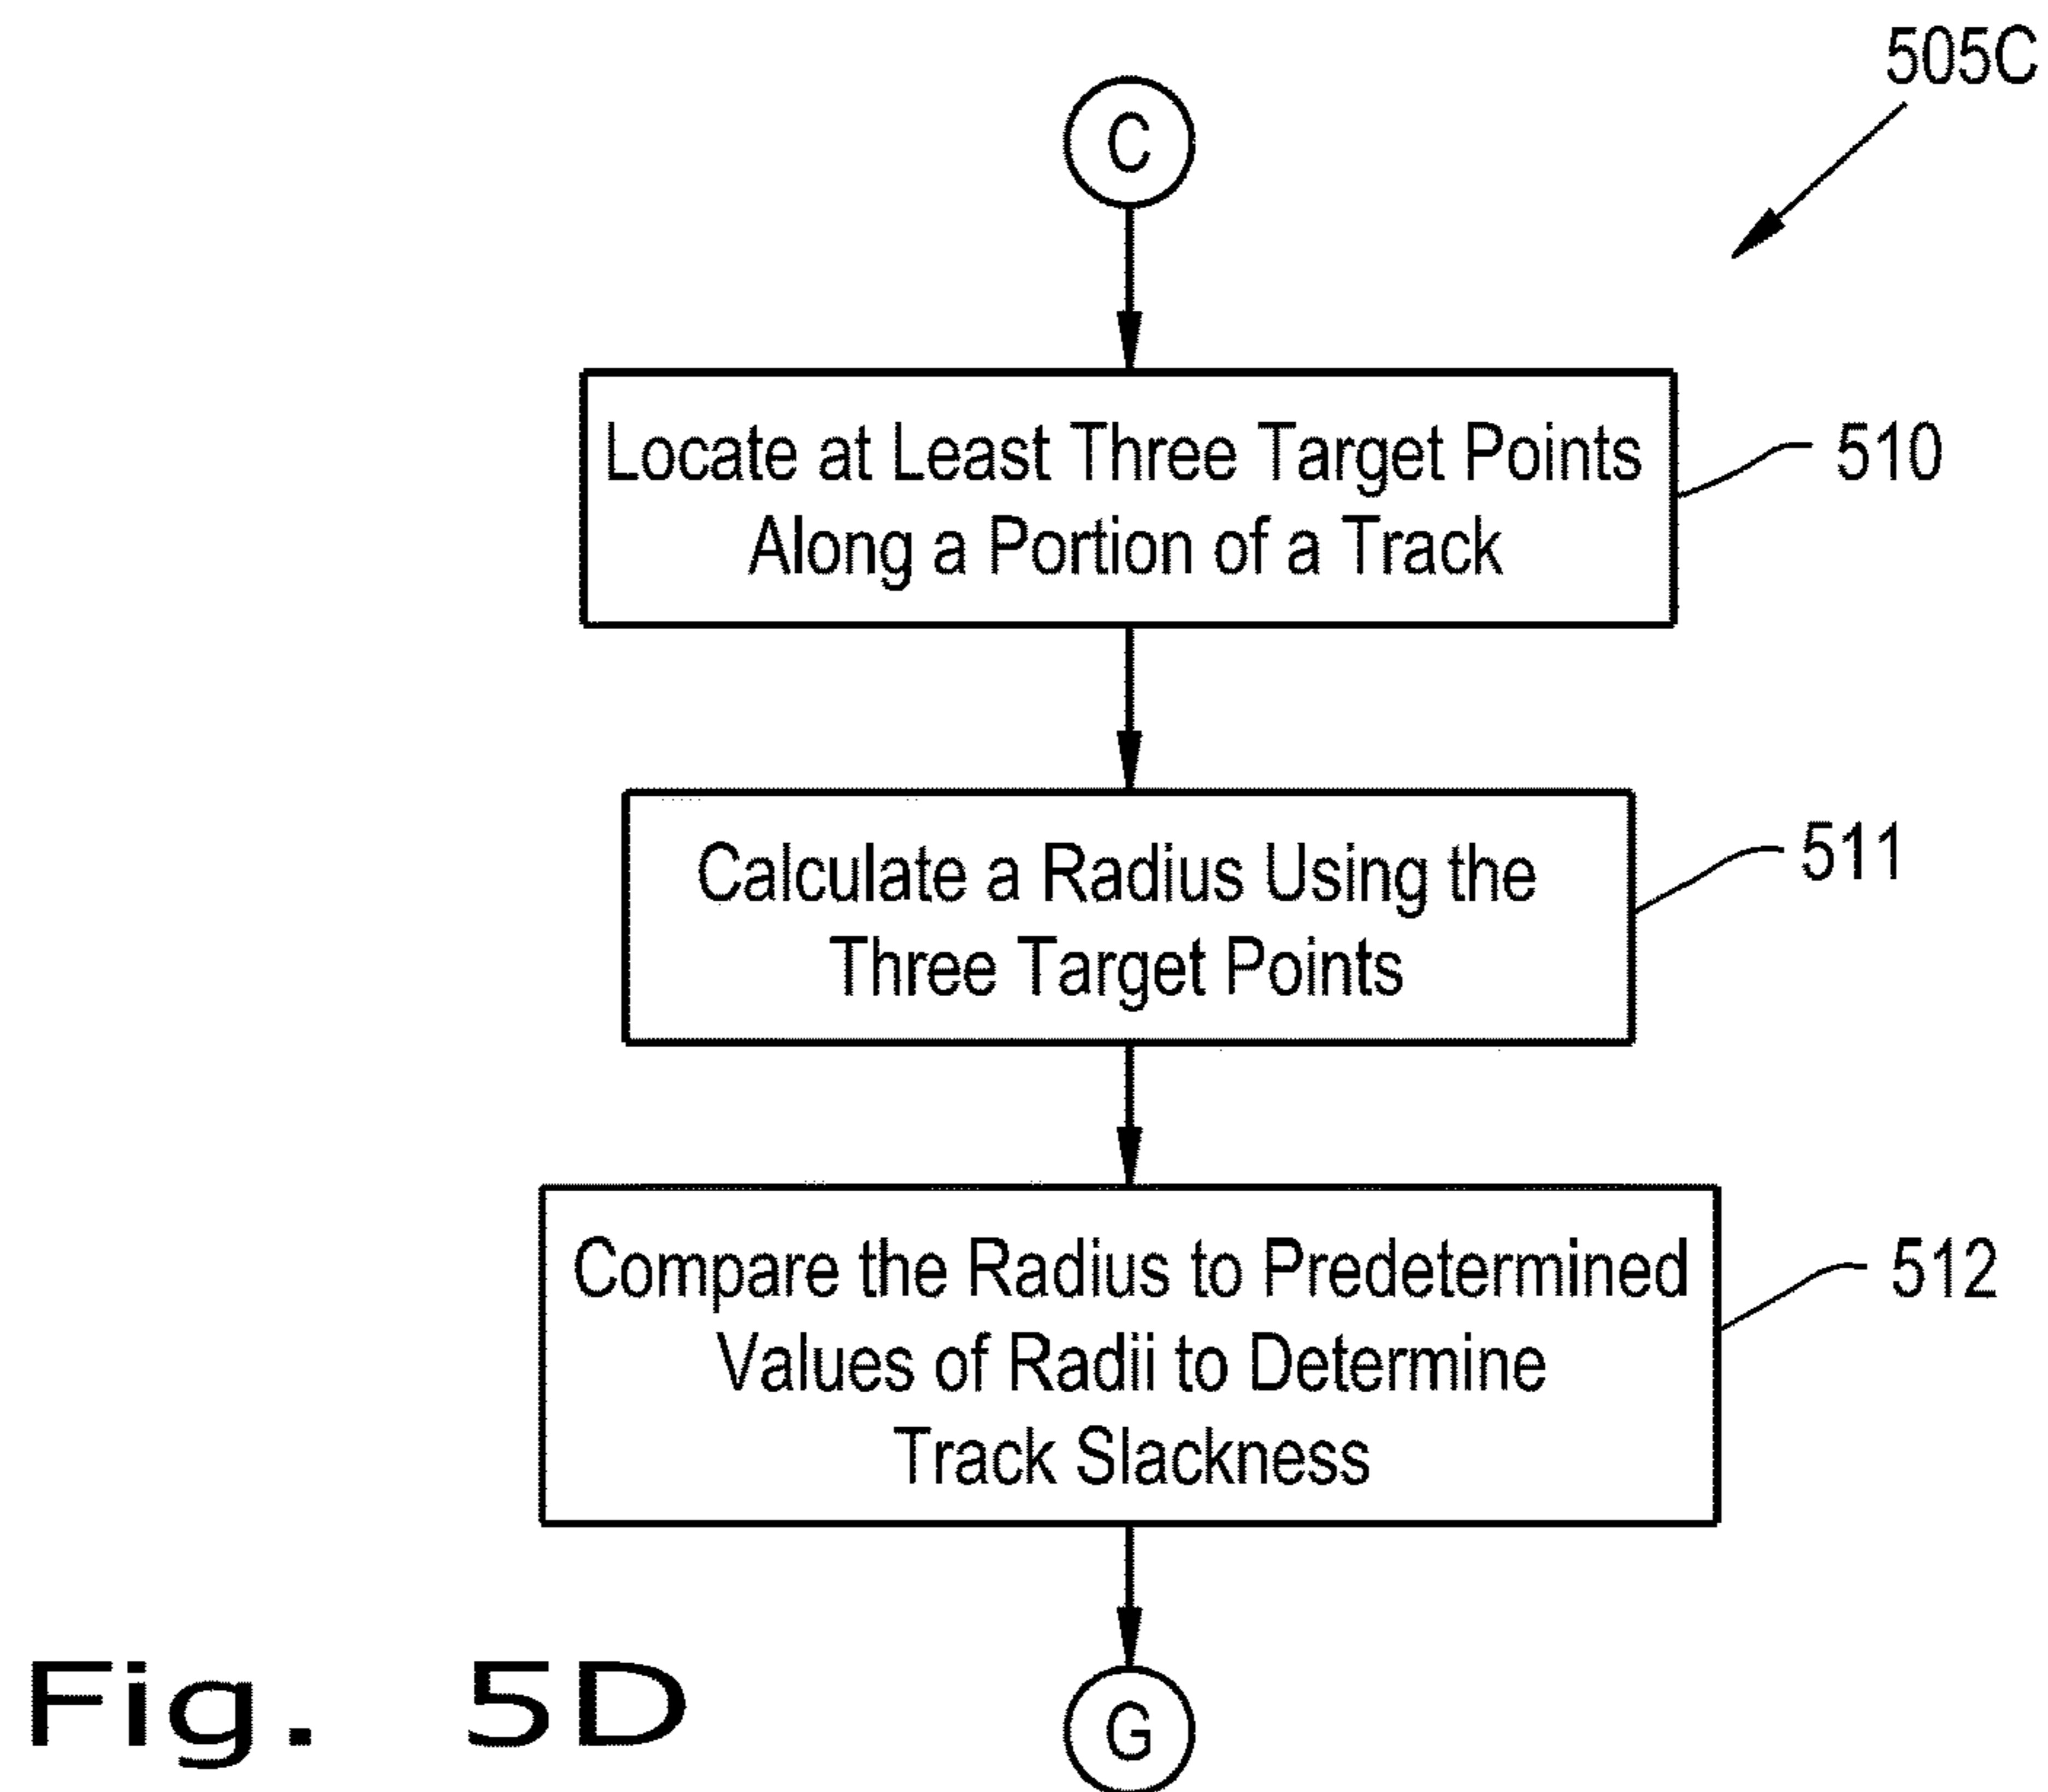 505C
C
Locate at Least Three Target Points
Along a Portion of a Track
510
Calculate a Radius Using the
Three Target Points
511
Compare the Radius to Predetermined
Values of Radii to Determine
Track Slackness
512
G
Fig. 5D